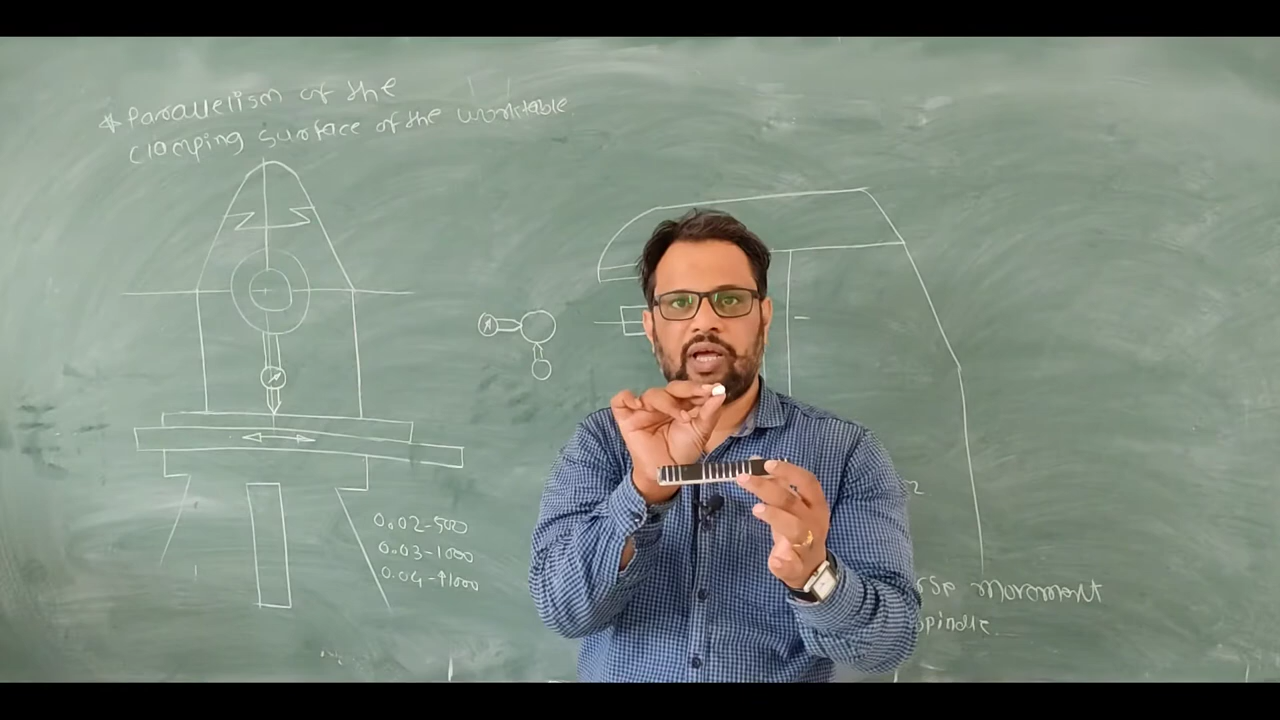 * Parallelism of the
clamping surface of the worktable.
0.02-500
0.03-1000
0.04-↑1000
Movement
spindle.